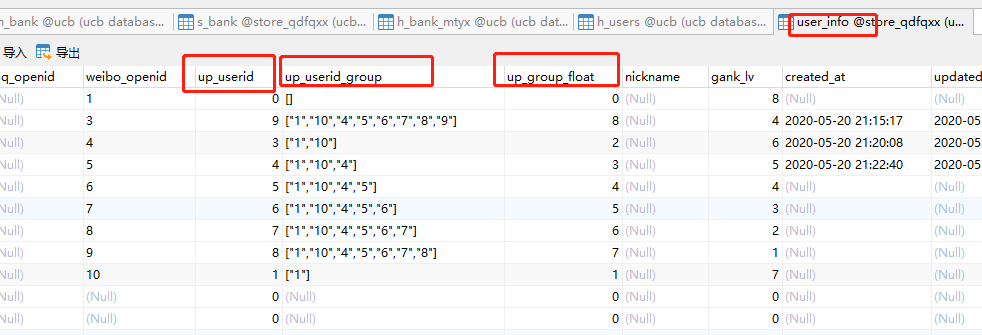 h_bank @ucb (ucb databas... s_bank @store_qdfqxx (ucb... h_bank_mtyx @ucb (ucb dat... h_users @ucb (ucb databas... user_info @store_qdfqxx (u...
导入 导出
q_openid weibo_openid up_userid up_userid_group up_group_float nickname gank_lv created_at updated
(Null) 1 0 [] 0 (Null) 8 (Null) (Null)
(Null) 3 9 ["1","10","4","5","6","7","8","9"] 8 (Null) 4 2020-05-20 21:15:17 2020-05
(Null) 4 3 ["1","10"] 2 (Null) 6 2020-05-20 21:20:08 2020-05
(Null) 5 4 ["1","10","4"] 3 (Null) 5 2020-05-20 21:22:40 2020-05
(Null) 6 5 ["1","10","4","5"] 4 (Null) 4 (Null) (Null)
(Null) 7 6 ["1","10","4","5","6"] 5 (Null) 3 (Null) (Null)
(Null) 8 7 ["1","10","4","5","6","7"] 6 (Null) 2 (Null) (Null)
(Null) 9 8 ["1","10","4","5","6","7","8"] 7 (Null) 1 (Null) (Null)
(Null) 10 1 ["1"] 1 (Null) 7 (Null) (Null)
(Null) (Null) 0 (Null) 0 (Null) 0 (Null) (Null)
(Null) (Null) 0 (Null) 0 (Null) 0 (Null) (Null)